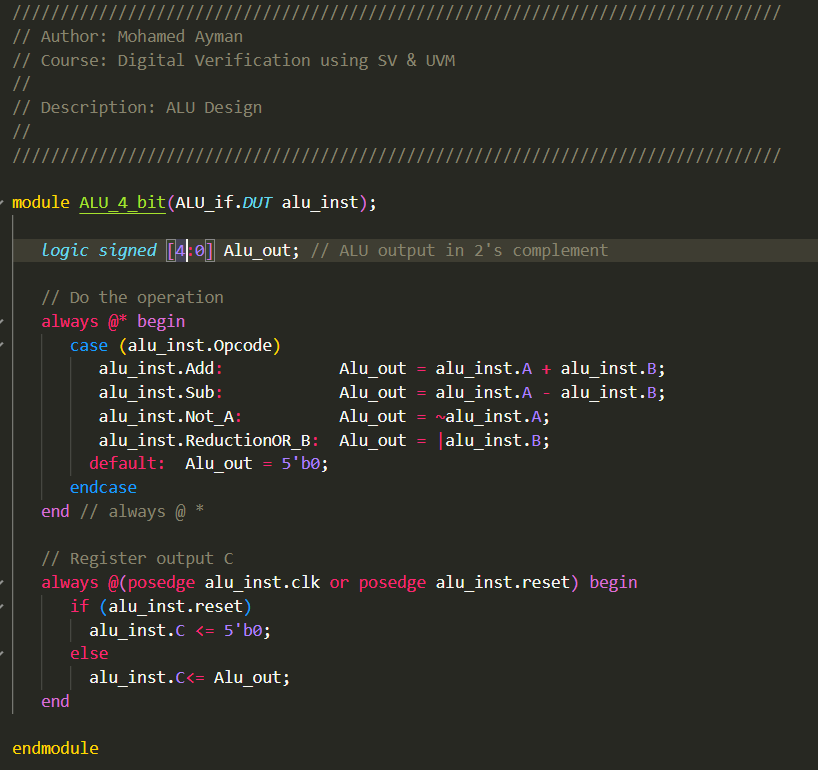 ////////////////////////////////////////////////////////////////////////////////
// Author: Mohamed Ayman
// Course: Digital Verification using SV & UVM
//
// Description: ALU Design
//
////////////////////////////////////////////////////////////////////////////////
module ALU_4_bit(ALU_if.DUT alu_inst);
logic signed [4:0] Alu_out; // ALU output in 2's complement
// Do the operation
always @* begin
case (alu_inst.Opcode)
alu_inst.Add: Alu_out = alu_inst.A + alu_inst.B;
alu_inst.Sub: Alu_out = alu_inst.A - alu_inst.B;
alu_inst.Not_A: Alu_out = ~alu_inst.A;
alu_inst.ReductionOR_B: Alu_out = |alu_inst.B;
default: Alu_out = 5'b0;
endcase
end // always @ *
// Register output C
always @(posedge alu_inst.clk or posedge alu_inst.reset) begin
if (alu_inst.reset)
alu_inst.C <= 5'b0;
else
alu_inst.C<= Alu_out;
end
endmodule